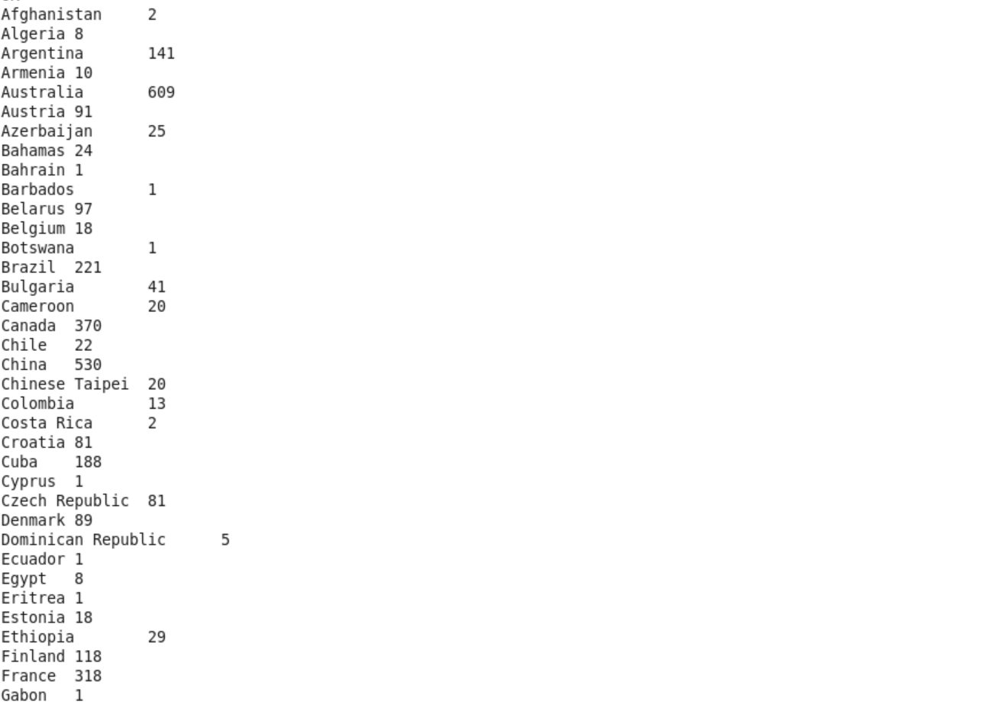 Afghanistan	2
Algeria	8
Argentina	141
Armenia	10
Australia	609
Austria	91
Azerbaijan	25
Bahamas	24
Bahrain	1
Barbados	1
Belarus	97
Belgium	18
Botswana	1
Brazil	221
Bulgaria	41
Cameroon	20
Canada	370
Chile	22
China	530
Chinese Taipei	20
Colombia	13
Costa Rica	2
Croatia	81
Cuba	188
Cyprus	1
Czech Republic	81
Denmark	89
Dominican Republic	5
Ecuador	1
Egypt	8
Eritrea	1
Estonia	18
Ethiopia	29
Finland	118
France	318
Gabon	1